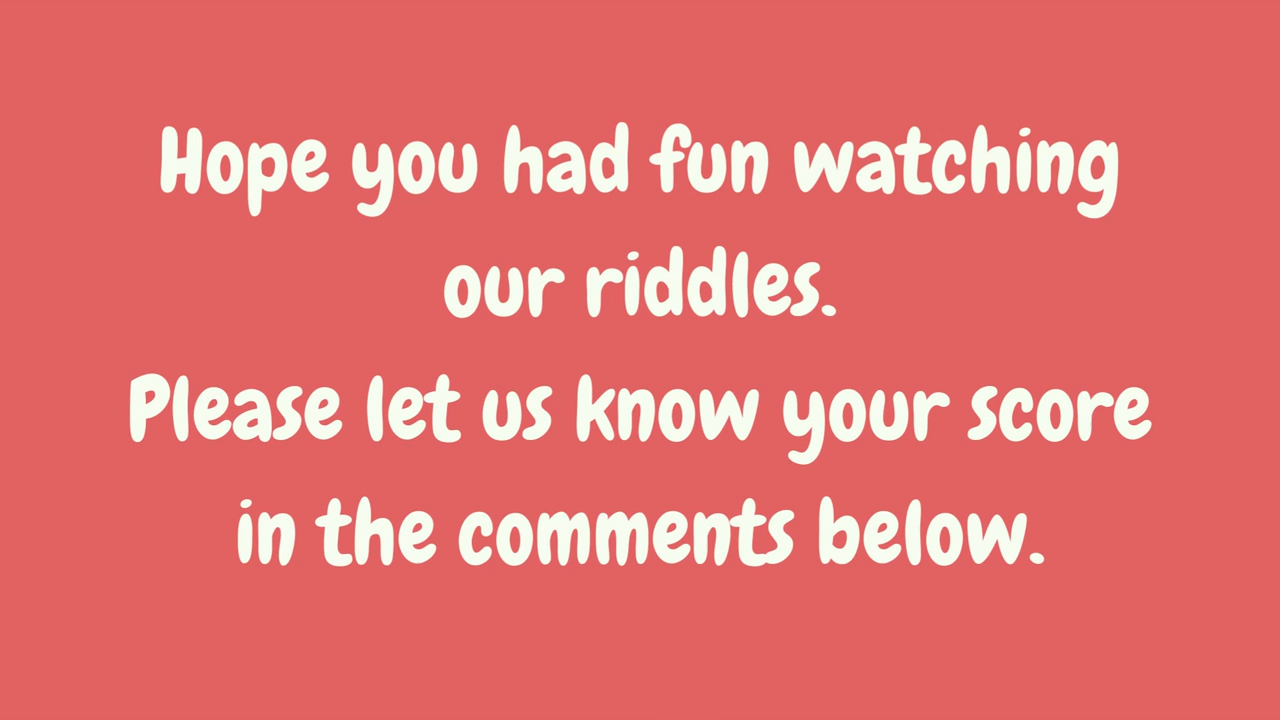 Hope you had fun watching
our riddles.
Please let us know your score
in the comments below.